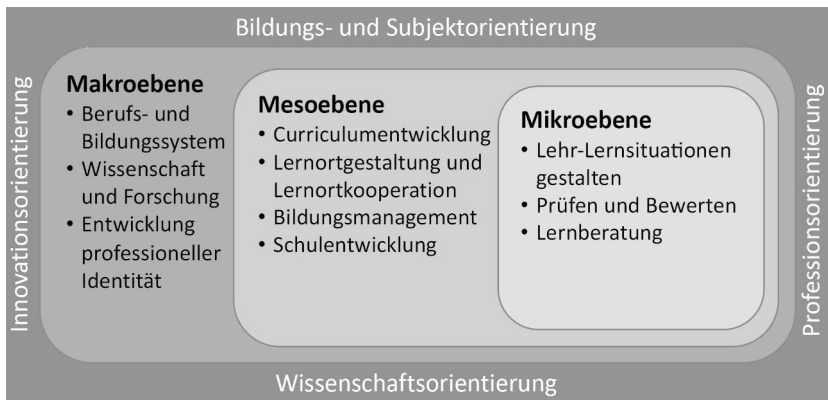 Bildungs- und Subjektorientierung
Innovationsorientierung
Makroebene
• Berufs- und
Bildungssystem
• Wissenschaft
und Forschung
• Entwicklung
professioneller
Identität
Mesoebene
• Curriculumentwicklung
• Lernortgestaltung und
Lernortkooperation
• Bildungsmanagement
• Schulentwicklung
Mikroebene
• Lehr-Lernsituationen
gestalten
• Prüfen und Bewerten
• Lernberatung
Professionsorientierung
Wissenschaftsorientierung